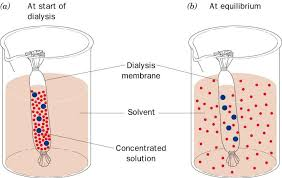 (a) At start of
dialysis
(b) At equilibrium
Dialysis
membrane
Solvent
Concentrated
solution